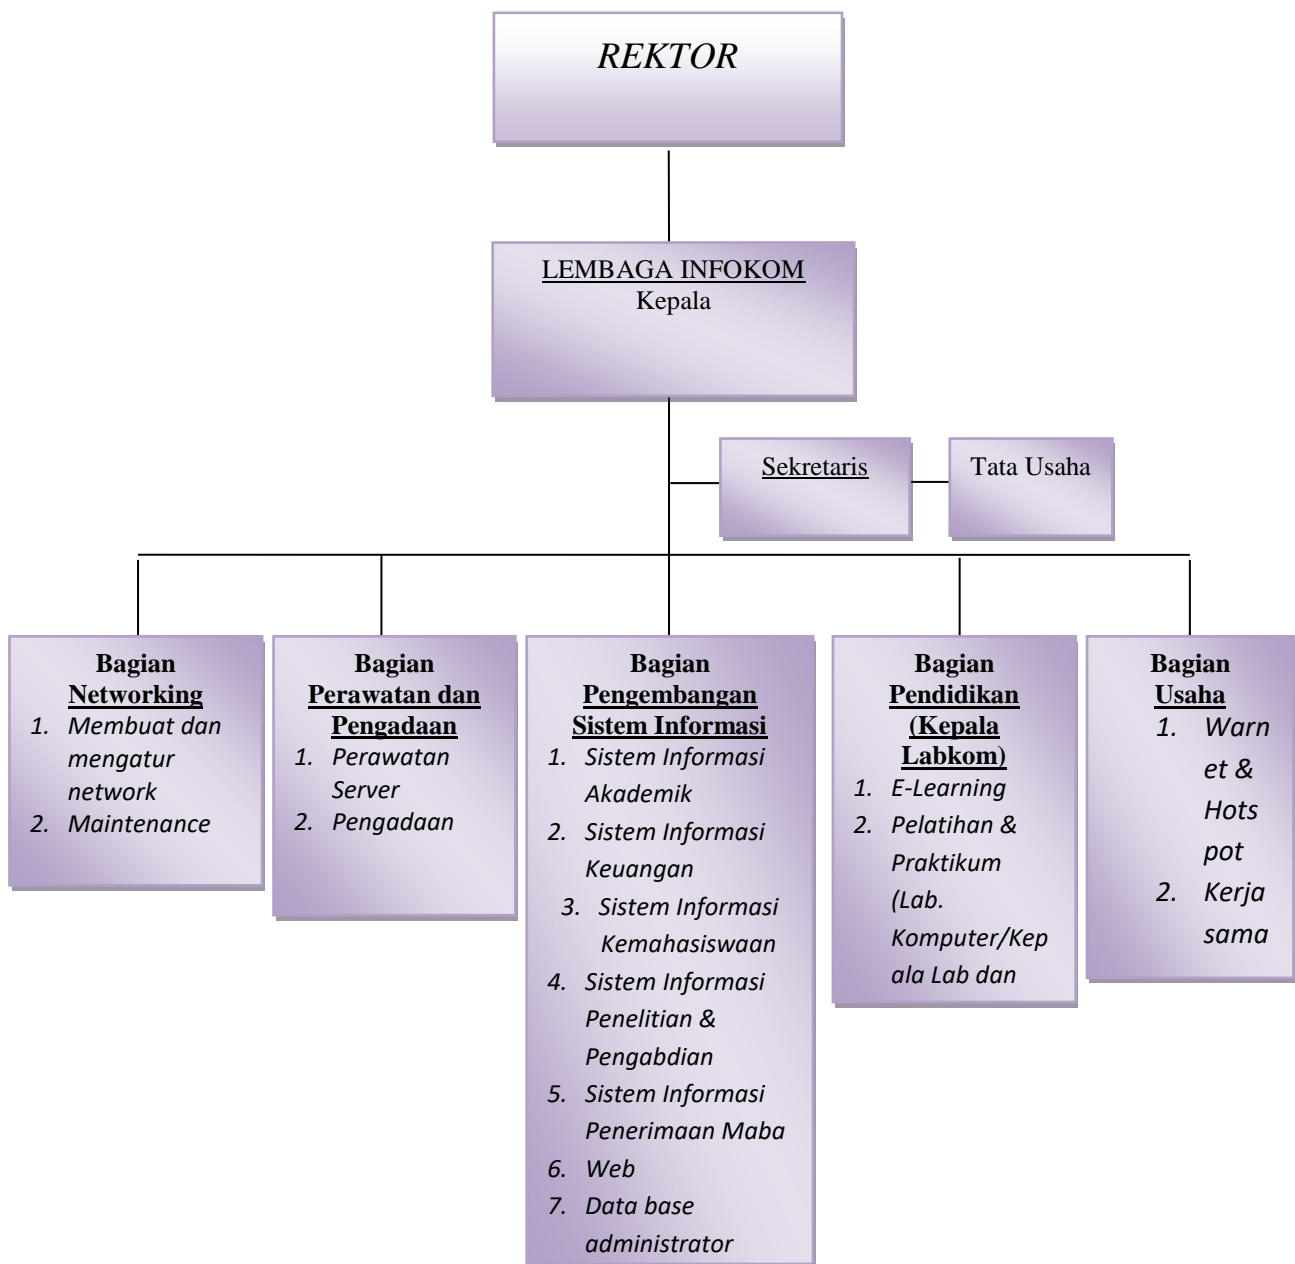 REKTOR
LEMBAGA INFOKOM
Kepala
Sekretaris
Tata Usaha
Bagian
Networking
1. Membuat dan
mengatur
network
2. Maintenance
Bagian
Perawatan dan
Pengadaan
1. Perawatan
Server
2. Pengadaan
Bagian
Pengembangan
Sistem Informasi
1. Sistem Informasi
Akademik
2. Sistem Informasi
Keuangan
3. Sistem Informasi
Kemahasiswaan
4. Sistem Informasi
Penelitian &
Pengabdian
5. Sistem Informasi
Penerimaan Maba
6. Web
7. Data base
administrator
Bagian
Pendidikan
(Kepala
Labkom)
1. E-Learning
2. Pelatihan &
Praktikum
(Lab.
Komputer/Kep
ala Lab dan
Bagian
Usaha
1. Warn
et &
Hots
pot
2. Kerja
sama